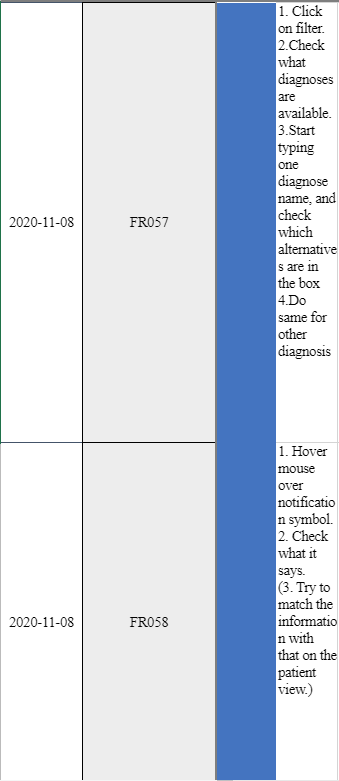 1. Click
on filter.
2.Check
what
diagnoses
are
available.
3.Start
typing
one
diagnose
name, and
check
which
alternative
s are in
the box
4.Do
same for
other
diagnosis
2020-11-08
FR057
1. Hover
mouse
over
notificatio
n symbol.
2. Check
what it
says.
(3. Try to
match the
informatio
n with
that on the
patient
view.)
2020-11-08
FR058